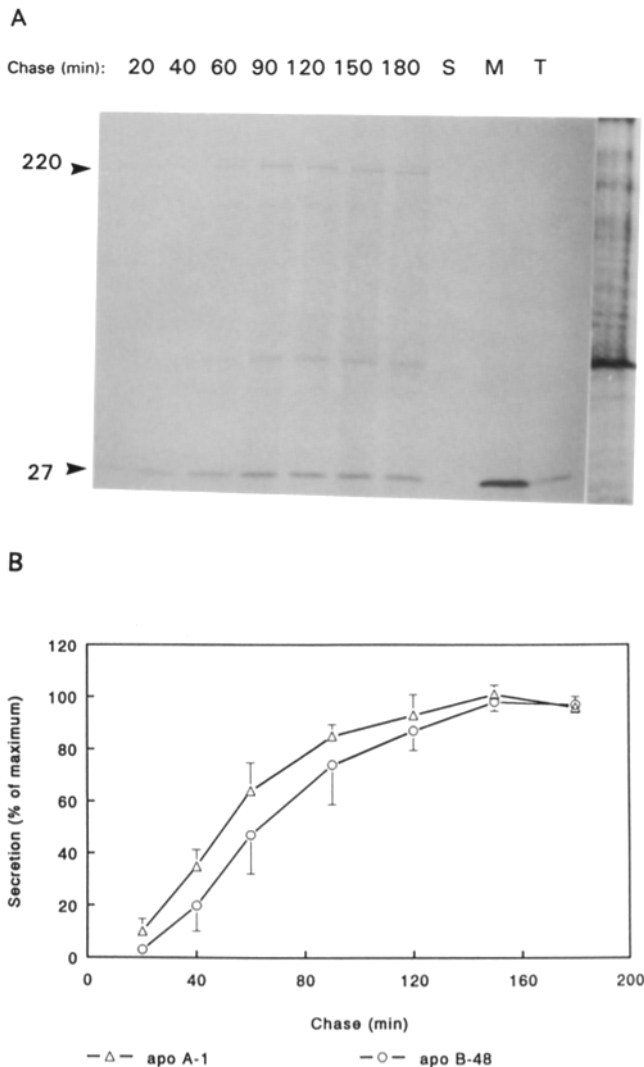 A
Chase (min): 20 40 60 90 120 150 180 S M T
220
27
B
120
100
80
60
40
20
0
Secretion (% of maximum)
0 40 80 120 160 200
Chase (min)
apo A-1 apo B-48